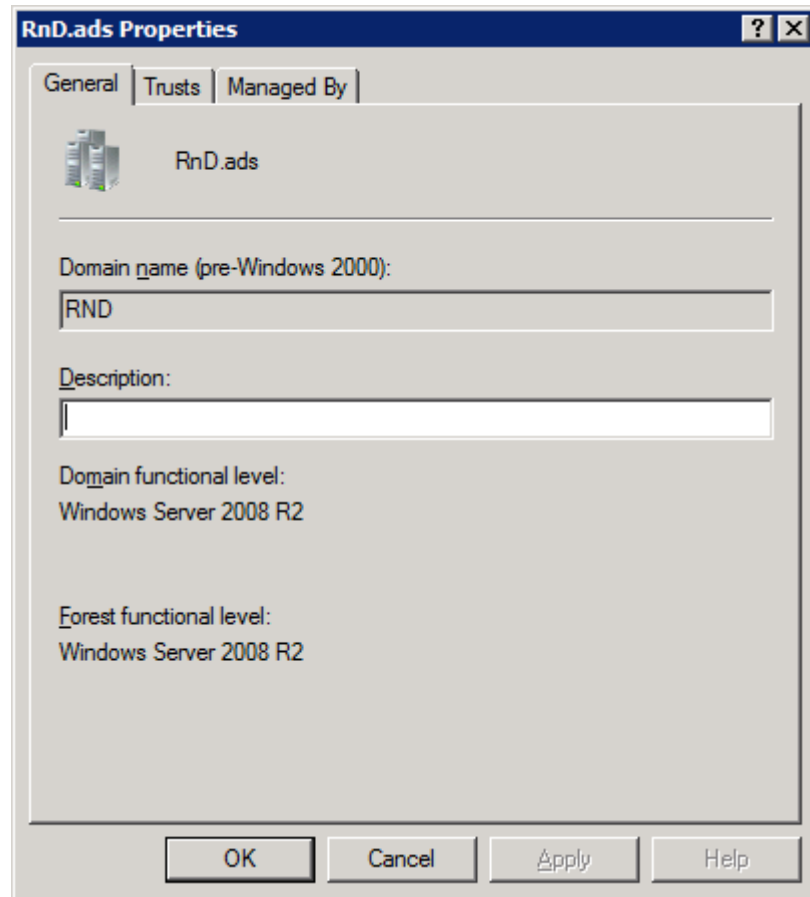 RnD.ads Properties
General Trusts Managed By
RnD.ads
Domain name (pre-Windows 2000):
RND
Description:
Domain functional level:
Windows Server 2008 R2
Forest functional level:
Windows Server 2008 R2
OK Cancel Apply Help